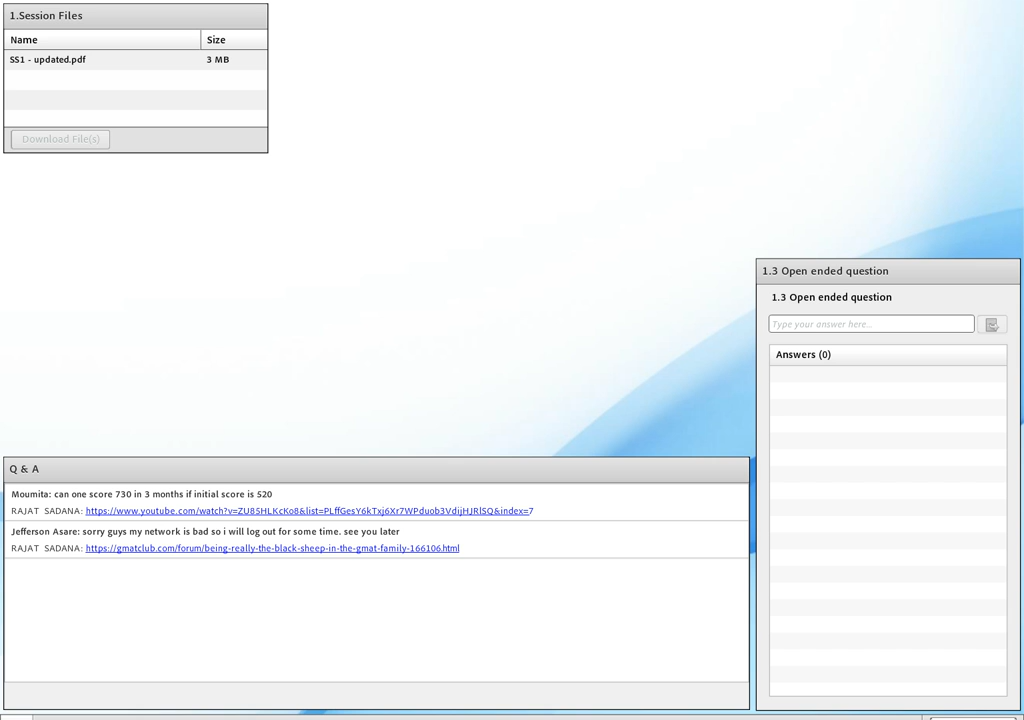 1.Session Files
Name Size
SS1 - updated.pdf 3 MB
Download File(s)
1.3 Open ended question
1.3 Open ended question
Type your answer here...
Answers (0)
Q & A
Moumita: can one score 730 in 3 months if initial score is 520
RAJAT SADANA: https://www.youtube.com/watch?v=ZU85HLKcKo8&list=PLffGesY6kTxj6Xr7WPduob3VdijHJRlSQ&index=7
Jefferson Asare: sorry guys my network is bad so i will log out for some time. see you later
RAJAT SADANA: https://gmatclub.com/forum/being-really-the-black-sheep-in-the-gmat-family-166106.html